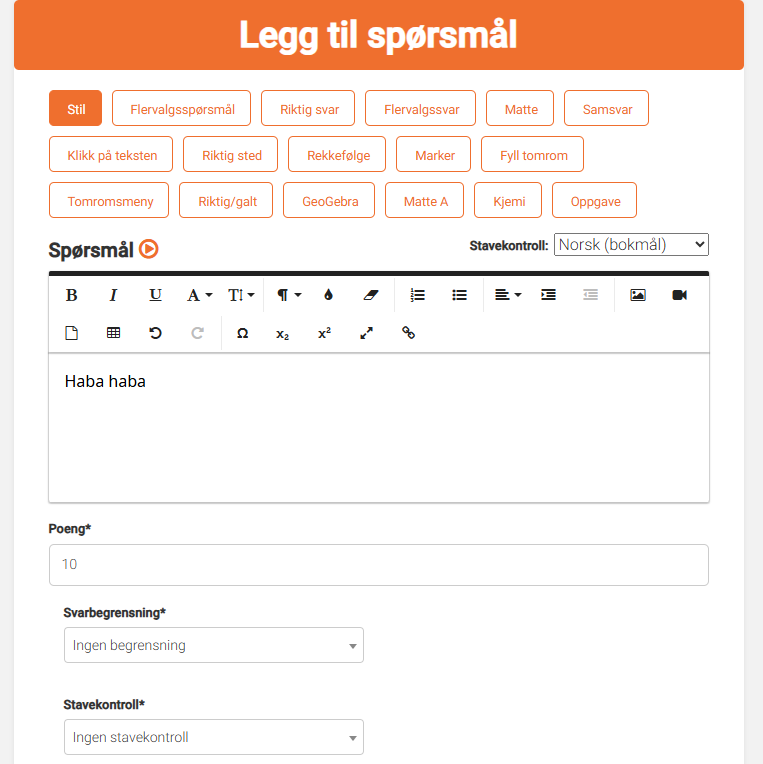 Legg til spørsmål
Stil Flervalgsspørsmål Riktig svar Flervalgssvar Matte Samsvar
Klikk på teksten Riktig sted Rekkefølge Marker Fyll tomrom
Tomromsmeny Riktig/galt GeoGebra Matte A Kjemi Oppgave
Spørsmål Stavekontroll: Norsk (bokmål)
B I U A T ¶
Ω x₂ x²
Haba haba
Poeng*
10
Svarbegrensning*
Ingen begrensning
Stavekontroll*
Ingen stavekontroll